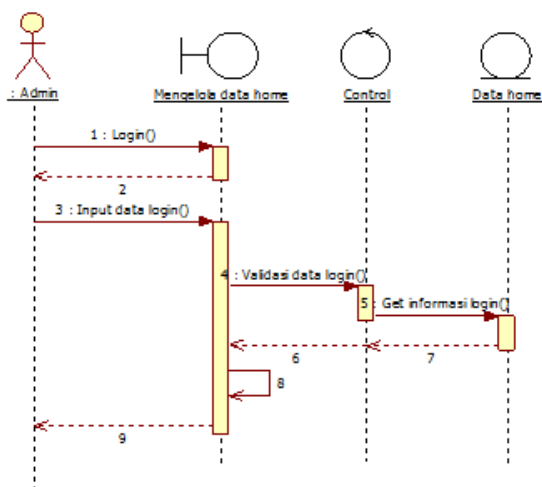 : Admin
Mengelola data home
Control
Data home
1 : Login()
2
3 : Input data login()
4 : Validasi data login()
5 : Get informasi login()
6
7
8
9